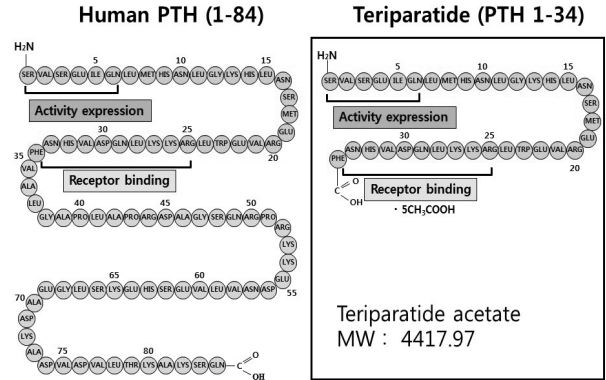 Human PTH (1-84)
H₂N
5 10 15
SER VAL SER GLU ILE GLN LEU MET HIS ASN LEU GLY LYS HIS LEU ASN
SER
MET
GLU
Activity expression
30 25 20
PHE ASN HIS VAL ASP GLN LEU LYS LYS ARG LEU TRP GLU VAL ARG
Receptor binding
35
VAL
ALA
LEU
40 45 50
GLY ALA PRO LEU ALA PRO ARG ASP ALA GLY SER GLN ARG PRO ARG
LYS
LYS
GLU
55
65 60
GLU GLY LEU SER LYS GLU HIS SER GLU VAL LEU VAL ASN ASP
70
ALA
ASP
LYS
ALA
75 80
ASP VAL ASP VAL LEU THR LYS ALA LYS SER GLN C O OH
Teriparatide (PTH 1-34)
H₂N
5 10 15
SER VAL SER GLU ILE GLN LEU MET HIS ASN LEU GLY LYS HIS LEU ASN
SER
MET
GLU
Activity expression
30 25 20
PHE ASN HIS VAL ASP GLN LEU LYS LYS ARG LEU TRP GLU VAL ARG
C O OH
Receptor binding
· 5CH₃COOH
Teriparatide acetate
MW : 4417.97